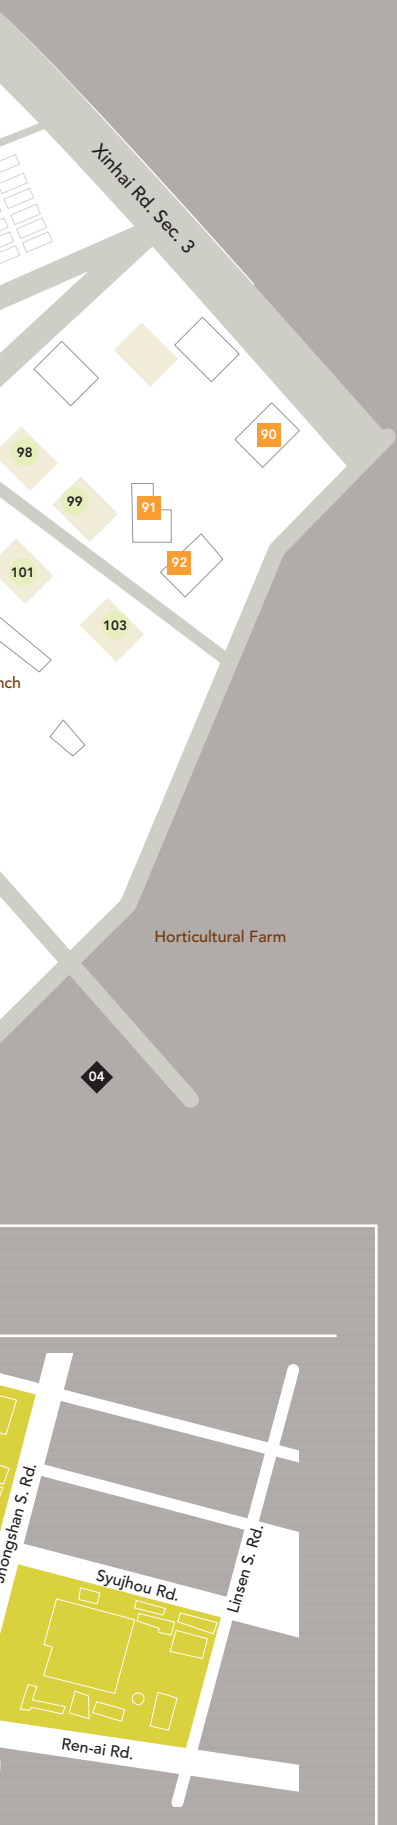 Xinhai Rd. Sec. 3
90
98
99
91
92
101
103
Horticultural Farm
04
Syujhou Rd.
Linsen S. Rd.
Ren-ai Rd.